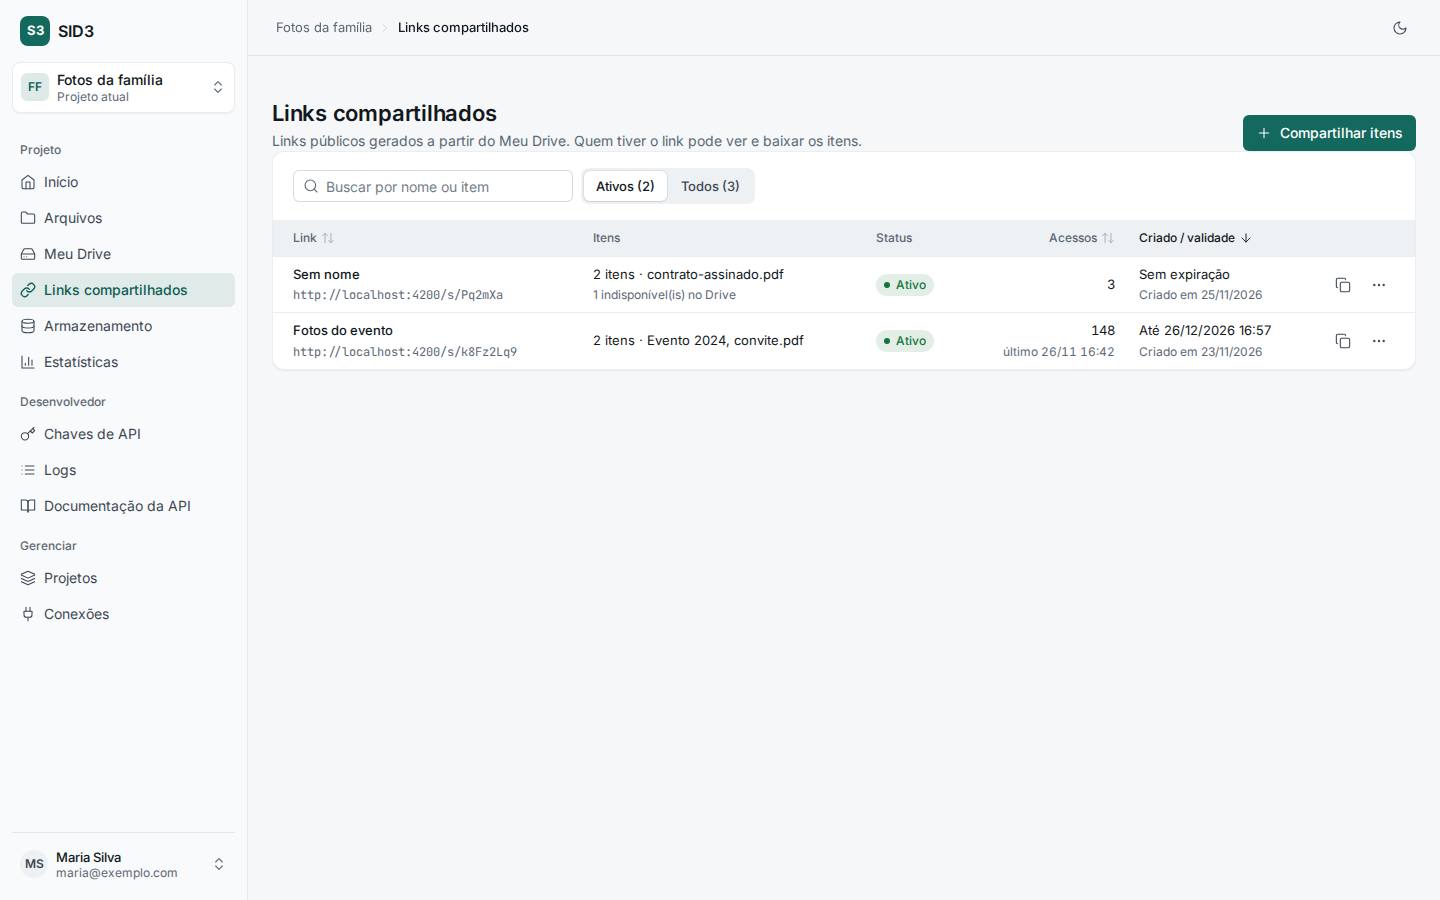 S3 SID3
FF Fotos da família
Projeto atual
Projeto
Início
Arquivos
Meu Drive
Links compartilhados
Armazenamento
Estatísticas
Desenvolvedor
Chaves de API
Logs
Documentação da API
Gerenciar
Projetos
Conexões
MS Maria Silva
maria@exemplo.com
Fotos da família Links compartilhados
Links compartilhados
Links públicos gerados a partir do Meu Drive. Quem tiver o link pode ver e baixar os itens.
Compartilhar itens
Buscar por nome ou item Ativos (2) Todos (3)
Link Itens Status Acessos Criado / validade
Sem nome 2 itens · contrato-assinado.pdf Ativo 3 Sem expiração
http://localhost:4200/s/Pq2mXa 1 indisponível(is) no Drive Criado em 25/11/2026
Fotos do evento 2 itens · Evento 2024, convite.pdf Ativo 148 Até 26/12/2026 16:57
http://localhost:4200/s/k8Fz2Lq9 último 26/11 16:42 Criado em 23/11/2026